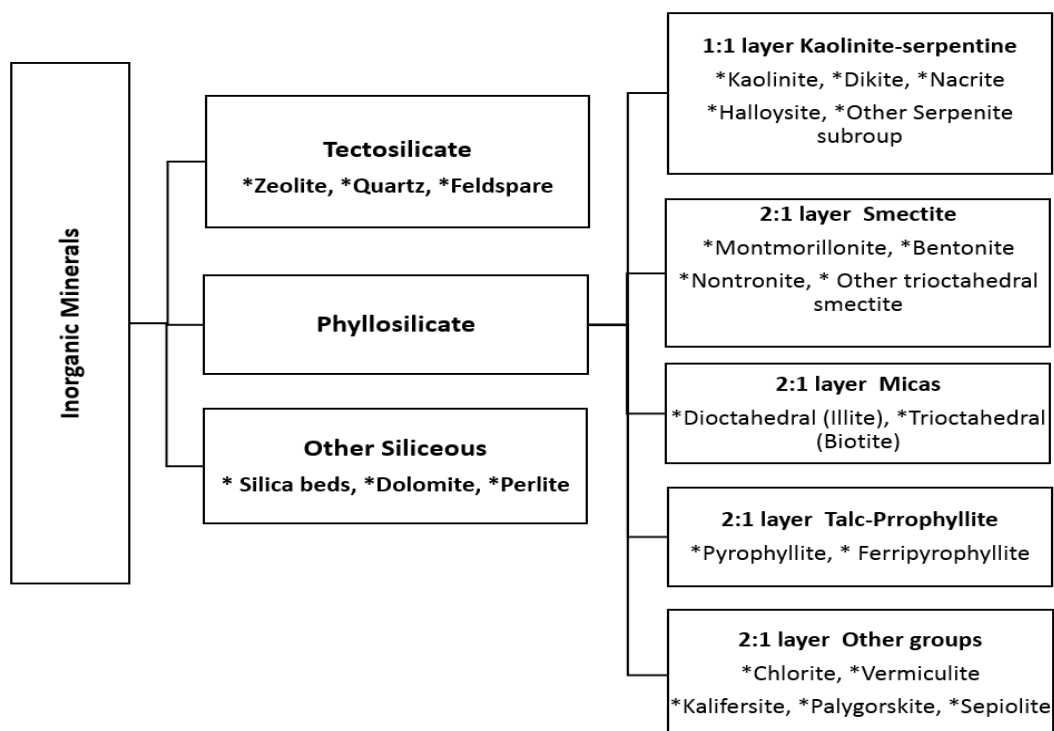 Inorganic Minerals
Tectosilicate
*Zeolite, *Quartz, *Feldspare
Phyllosilicate
Other Siliceous
* Silica beds, *Dolomite, *Perlite
1:1 layer Kaolinite-serpentine
*Kaolinite, *Dikite, *Nacrite
*Halloysite, *Other Serpenite
subroup
2:1 layer  Smectite
*Montmorillonite, *Bentonite
*Nontronite, * Other trioctahedral
smectite
2:1 layer  Micas
*Dioctahedral (Illite), *Trioctahedral
(Biotite)
2:1 layer  Talc-Prrophyllite
*Pyrophyllite, * Ferripyrophyllite
2:1 layer  Other groups
*Chlorite, *Vermiculite
*Kalifersite, *Palygorskite, *Sepiolite